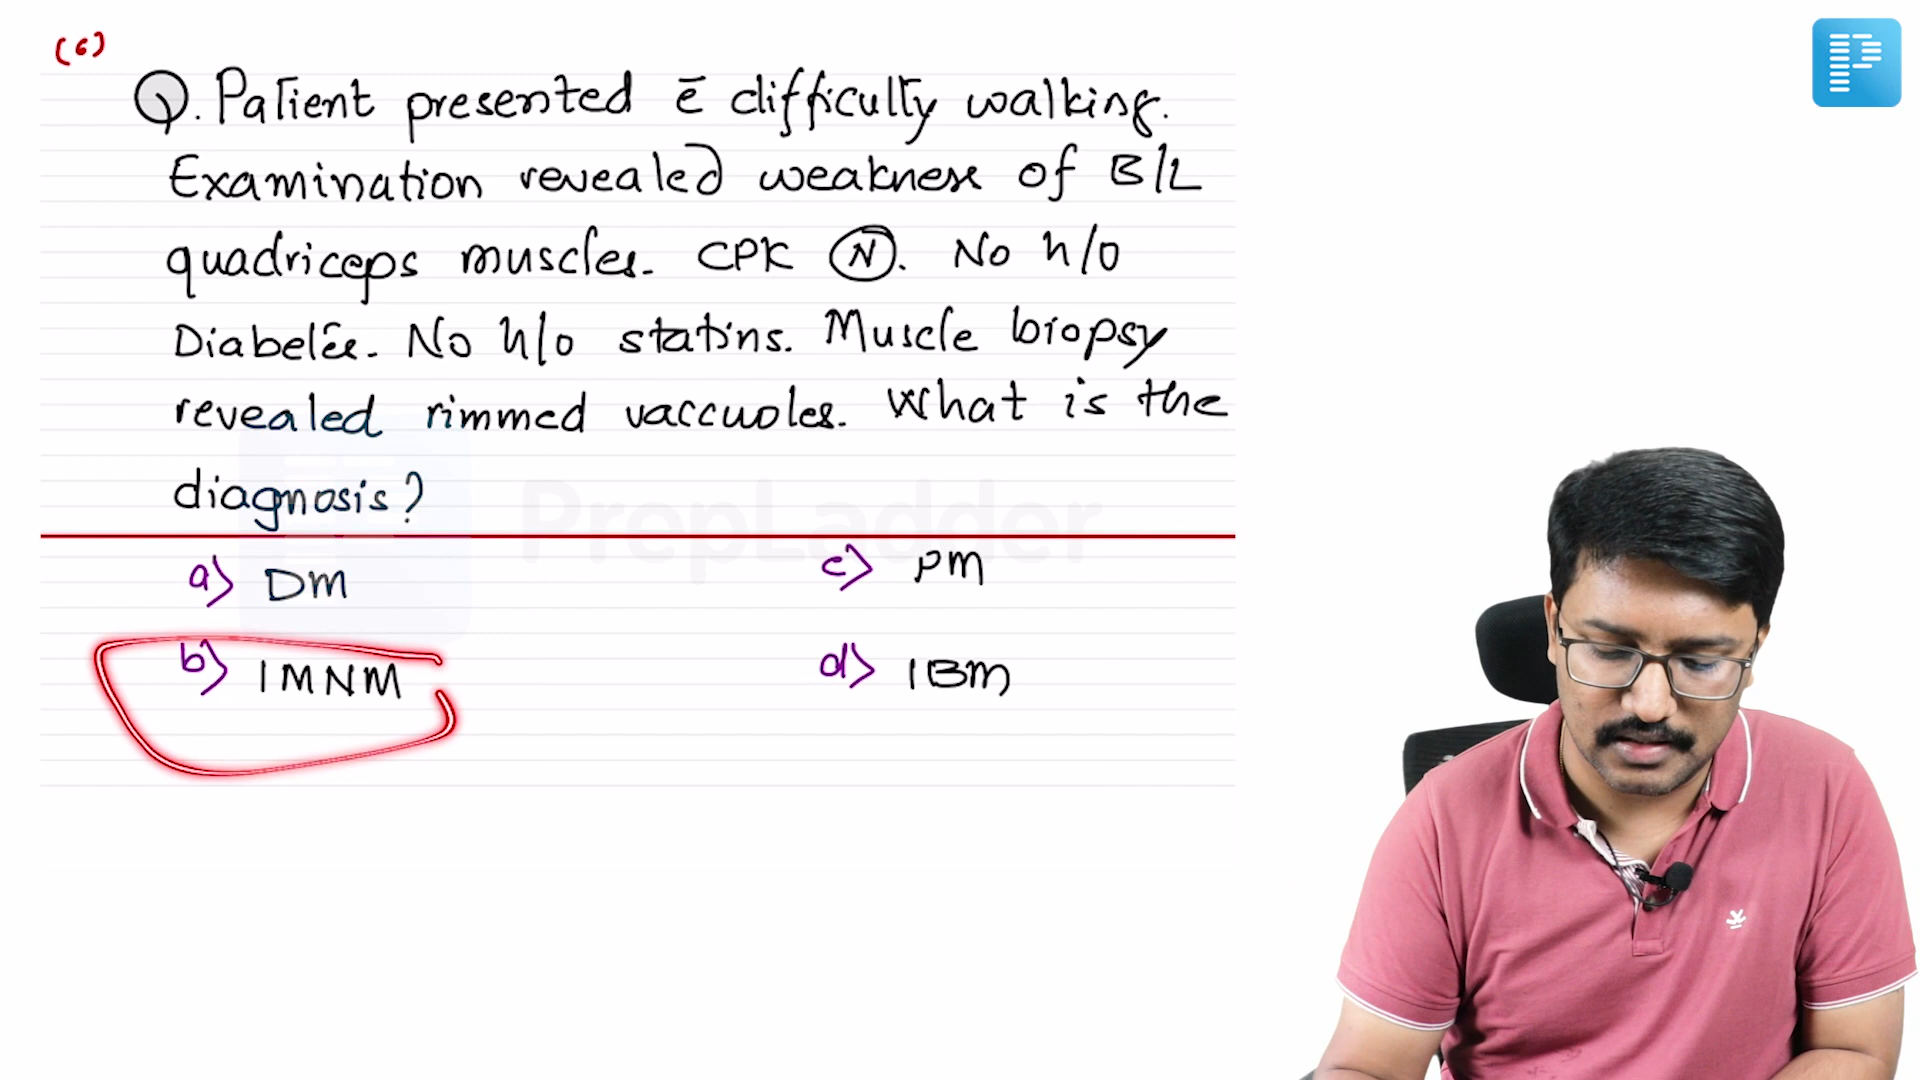 (6)
Q. Patient presented c̄ difficulty walking.
Examination revealed weakness of B/L
quadriceps muscles. CPK (N). No h/o
Diabetes. No h/o statins. Muscle biopsy
revealed rimmed vaccuoles. What is the
diagnosis?
PrepLadder
a) DM
c) PM
b) IMNM
d) IBM